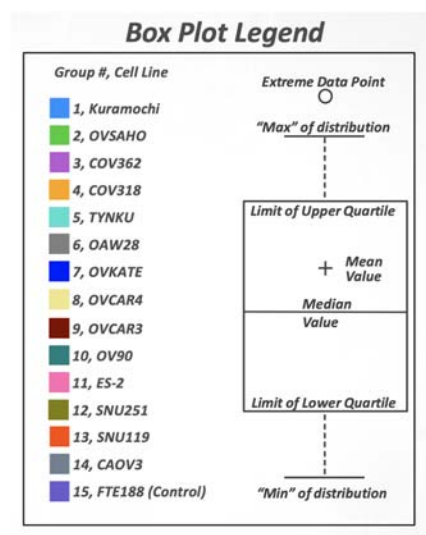 Box Plot Legend
Group #, Cell Line
1, Kuramochi
2, OVSAHO
3, COV362
4, COV318
5, TYNKU
6, OAW28
7, OVKATE
8, OVCAR4
9, OVCAR3
10, OV90
11, ES-2
12, SNU251
13, SNU119
14, CAOV3
15, FTE188 (Control)
Extreme Data Point
“Max” of distribution
Limit of Upper Quartile
Mean
Value
Median
Value
Limit of Lower Quartile
“Min” of distribution